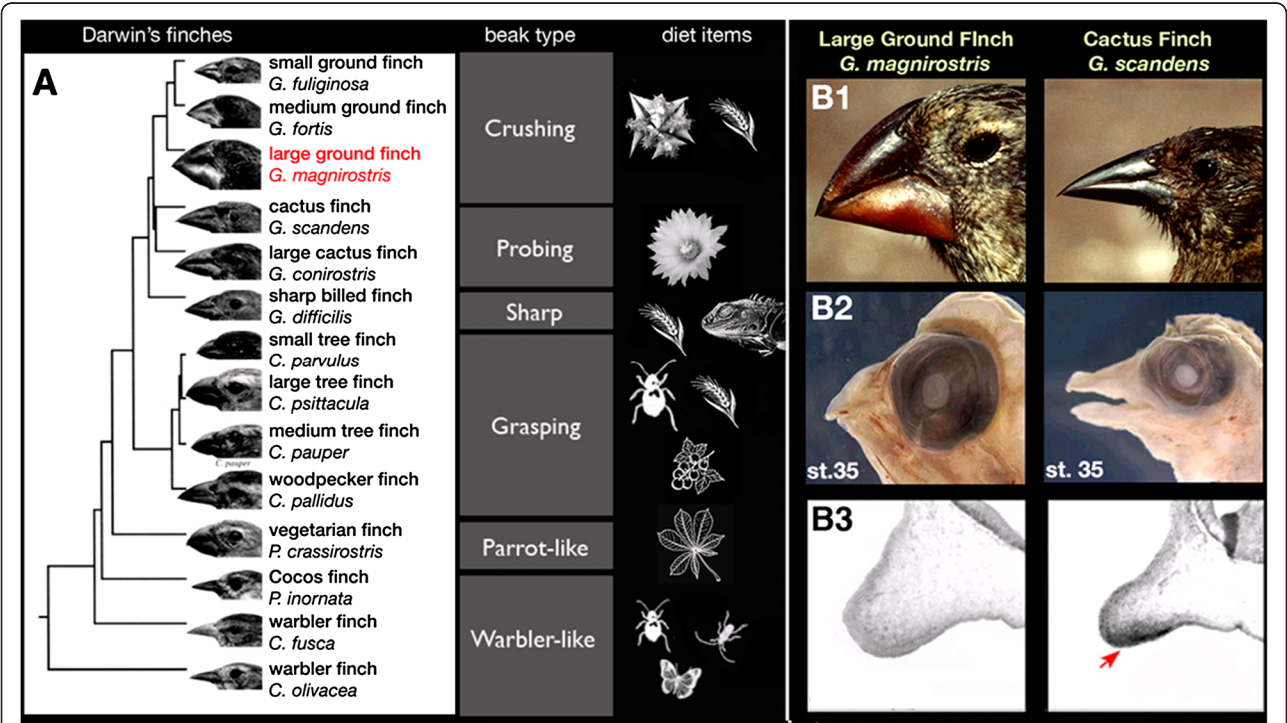 Darwin's finches
beak type
diet items
A
small ground finch
G. fuliginosa
medium ground finch
G. fortis
large ground finch
G. magnirostris
cactus finch
G. scandens
large cactus finch
G. conirostris
sharp billed finch
G. difficilis
small tree finch
C. parvulus
large tree finch
C. psittacula
medium tree finch
C. pauper
C. pauper
woodpecker finch
C. pallidus
vegetarian finch
P. crassirostris
Cocos finch
P. inornata
warbler finch
C. fusca
warbler finch
C. olivacea
Crushing
Probing
Sharp
Grasping
Parrot-like
Warbler-like
Large Ground FInch
G. magnirostris
Cactus Finch
G. scandens
B1
B2
st.35
st. 35
B3